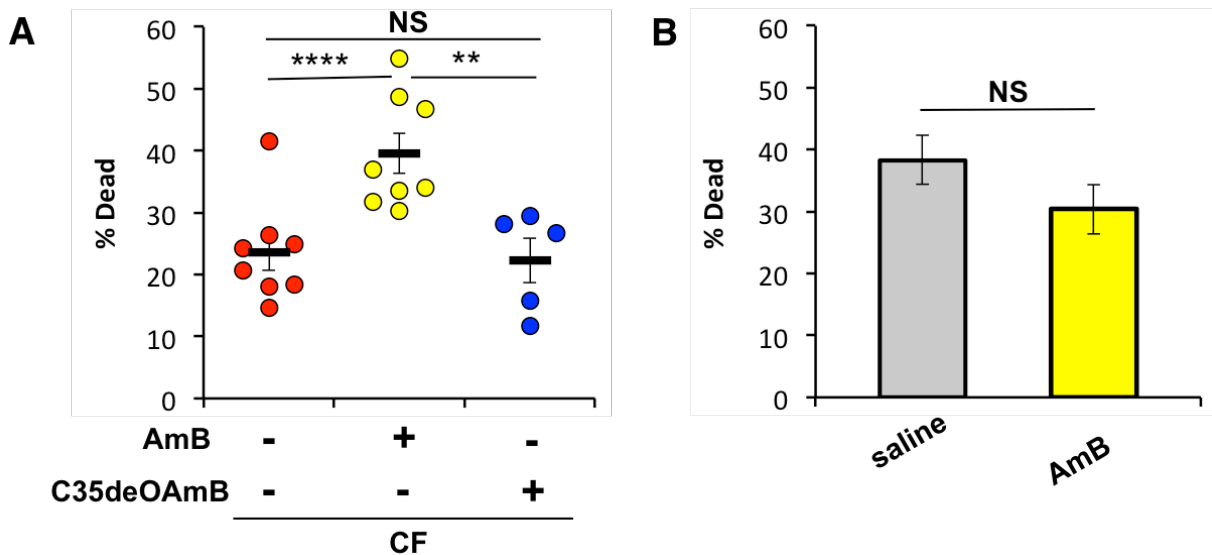 A
NS
**** **
% Dead
60
50
40
30
20
10
0
AmB - + -
C35deOAmB - - +
CF
B
NS
% Dead
60
50
40
30
20
10
0
saline
AmB